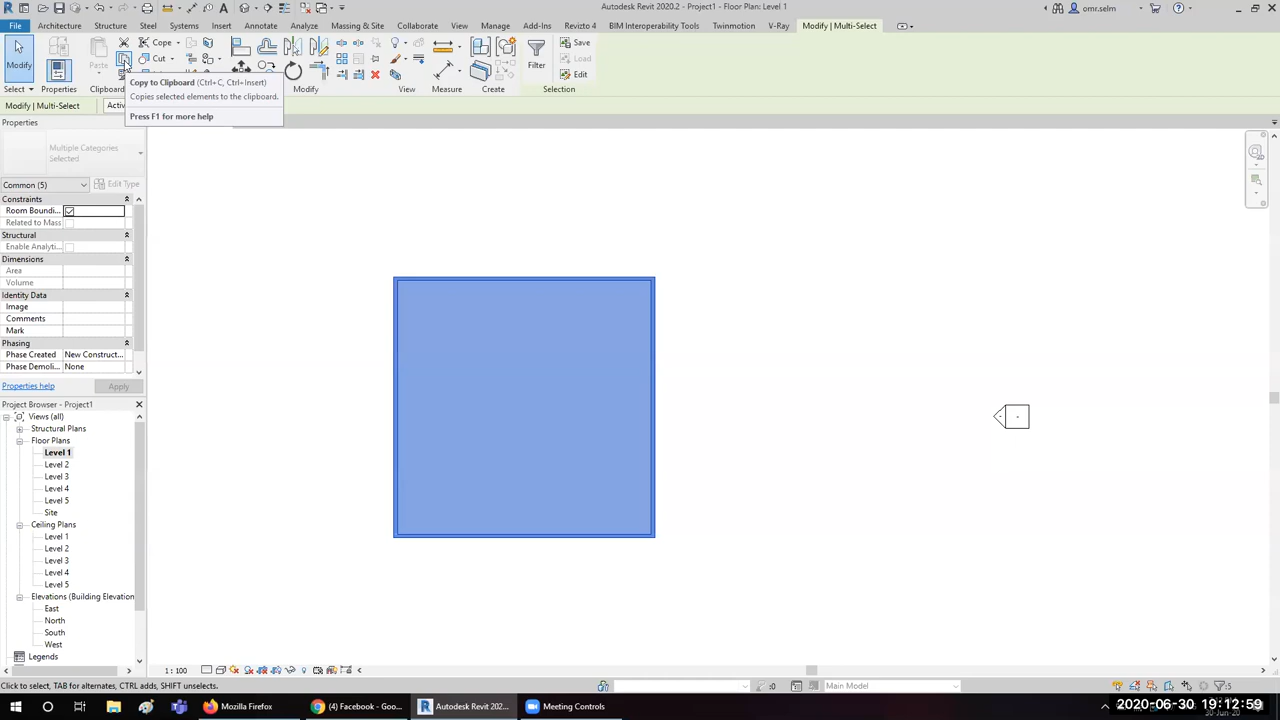 Autodesk Revit 2020.2 - Project1 - Floor Plan: Level 1
omr.selm
File Architecture Structure Steel Systems Insert Annotate Analyze Massing & Site Collaborate View Manage Add-Ins Revizto 4 BIM Interoperability Tools Twinmotion V-Ray Modify | Multi-Select
Modify
Paste
Cope
Cut
Filter
Save
Load
Edit
Select Properties Clipboard Modify View Measure Create Selection
Copy to Clipboard (Ctrl+C, Ctrl+Insert)
Copies selected elements to the clipboard.
Press F1 for more help
Modify | Multi-Select
Activ
Properties
Multiple Categories
Selected
Common (5)
Edit Type
Constraints
Room Boundi...
Related to Mass
Structural
Enable Analyti...
Dimensions
Area
Volume
Identity Data
Image
Comments
Mark
Phasing
Phase Created New Construct...
Phase Demoli... None
Properties help Apply
Project Browser - Project1
Views (all)
Structural Plans
Floor Plans
Level 1
Level 2
Level 3
Level 4
Level 5
Site
Ceiling Plans
Level 1
Level 2
Level 3
Level 4
Level 5
Elevations (Building Elevation
East
North
South
West
Legends
1 : 100
Click to select, TAB for alternates, CTRL adds, SHIFT unselects.
:0
Main Model
:5
Mozilla Firefox
(4) Facebook - Goo...
Autodesk Revit 2020...
Meeting Controls
2020-06-30 19:12:59